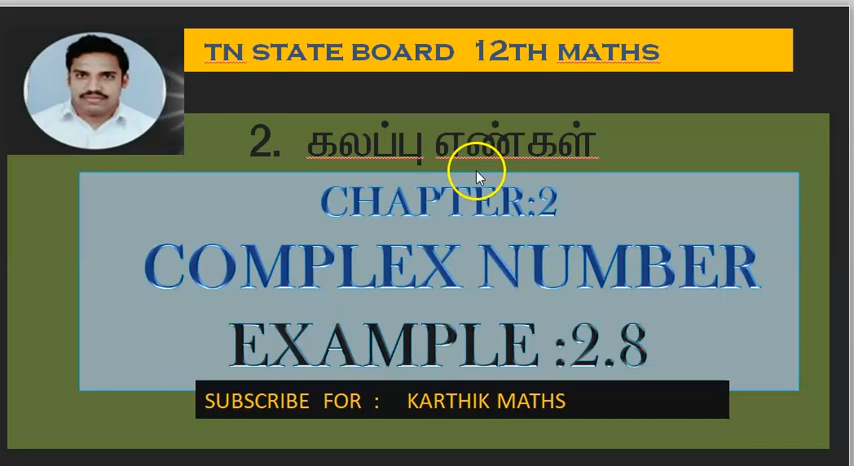 TN STATE BOARD 12TH MATHS
2. கலப்பு எண்கள்
CHAPTER:2
COMPLEX NUMBER
EXAMPLE :2.8
SUBSCRIBE FOR : KARTHIK MATHS